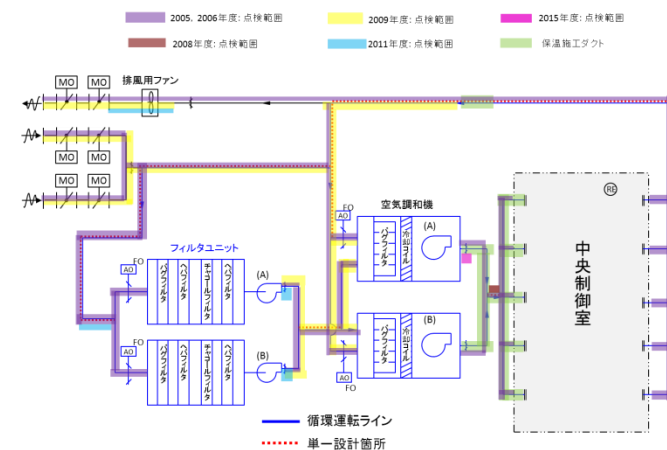 2005, 2006年度: 点検範囲
2009年度: 点検範囲
2015年度: 点検範囲
2008年度: 点検範囲
2011年度: 点検範囲
保温施工ダクト
MO
MO
排風用ファン
MO
MO
MO
MO
空気調和機
RE
FO
AO
(A)
バグフィルタ
冷却コイル
中央制御室
フィルタユニット
FO
AO
バグフィルタ
ヘパフィルタ
チャコールフィルタ
ヘパフィルタ
(A)
(B)
バグフィルタ
冷却コイル
FO
AO
バグフィルタ
ヘパフィルタ
チャコールフィルタ
ヘパフィルタ
(B)
AO
FO
循環運転ライン
単一設計箇所